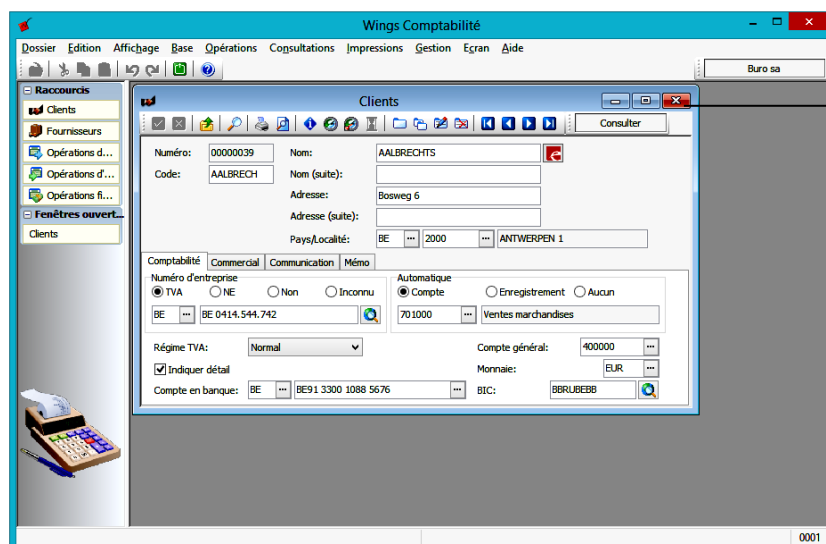 Wings Comptabilité
Dossier Edition Affichage Base Opérations Consultations Impressions Gestion Ecran Aide
Buro sa
Raccourcis
Clients
Fournisseurs
Opérations d...
Opérations d'...
Opérations fi...
Fenêtres ouvert...
Clients
Clients
Consulter
Numéro: 00000039 Nom: AALBRECHTS
Code: AALBRECH Nom (suite):
Adresse: Bosweg 6
Adresse (suite):
Pays/Localité: BE ... 2000 ... ANTWERPEN 1
Comptabilité Commercial Communication Mémo
Numéro d'entreprise Automatique
TVA NE Non Inconnu Compte Enregistrement Aucun
BE ... BE 0414.544.742 701000 ... Ventes marchandises
Régime TVA: Normal Compte général: 400000 ...
Indiquer détail Monnaie: EUR ...
Compte en banque: BE ... BE91 3300 1088 5676 ... BIC: BBRUBEBB
0001